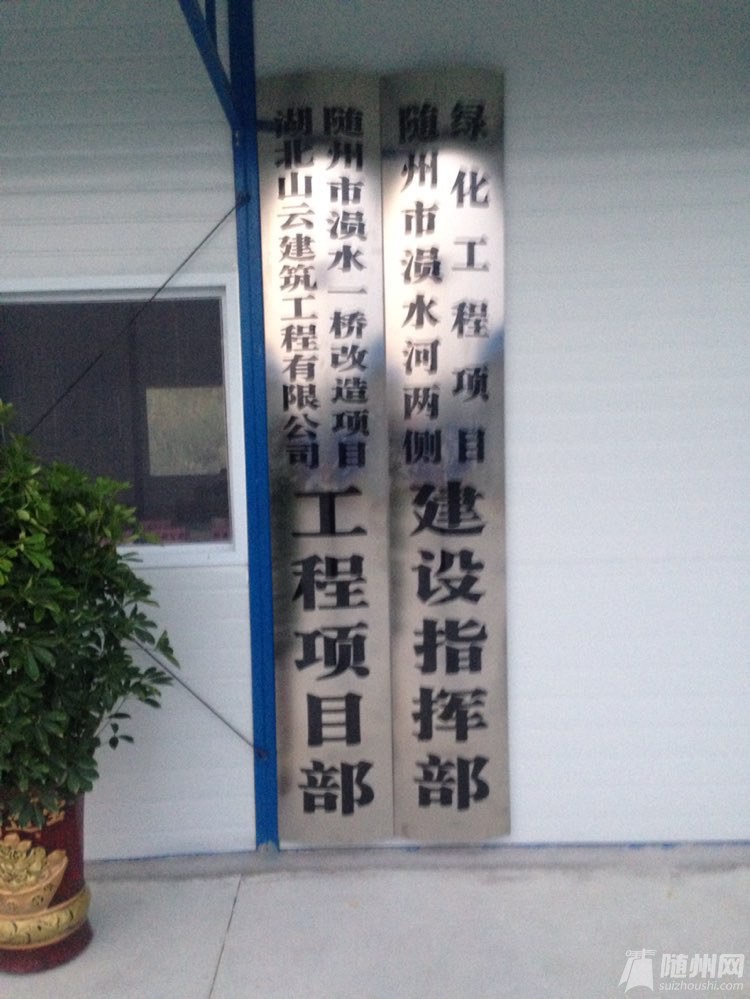 绿化工程项目
随州市涢水河两侧
建设指挥部
随州市涢水一桥改造项目
湖北山云建筑工程有限公司
工程项目部
随州网
suizhoushi.com